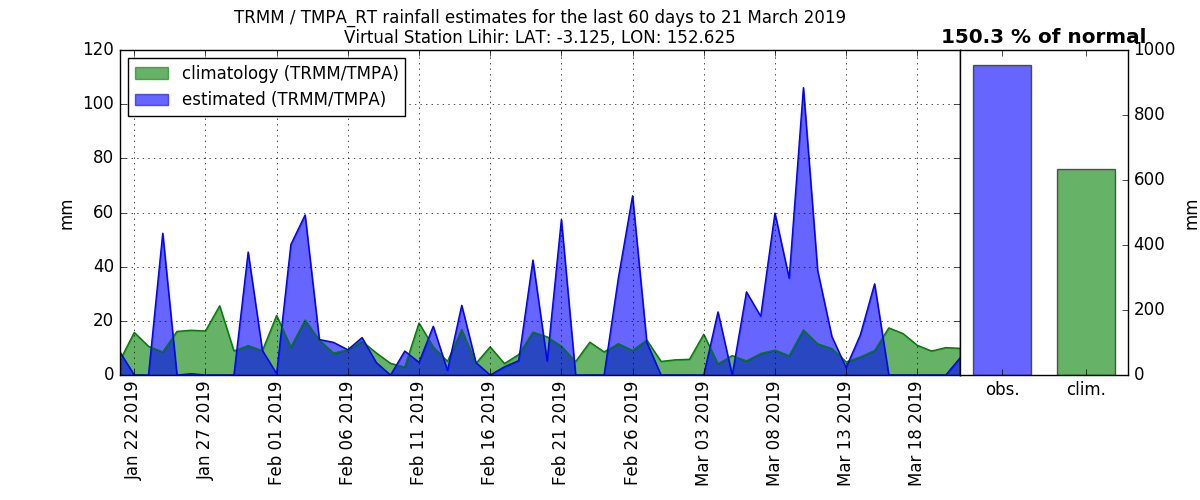 TRMM / TMPA_RT rainfall estimates for the last 60 days to 21 March 2019
Virtual Station Lihir: LAT: -3.125, LON: 152.625
150.3 % of normal
climatology (TRMM/TMPA)
estimated (TRMM/TMPA)
mm
120
100
80
60
40
20
0
Jan 22 2019
Jan 27 2019
Feb 01 2019
Feb 06 2019
Feb 11 2019
Feb 16 2019
Feb 21 2019
Feb 26 2019
Mar 03 2019
Mar 08 2019
Mar 13 2019
Mar 18 2019
obs.
clim.
1000
800
600
400
200
0
mm